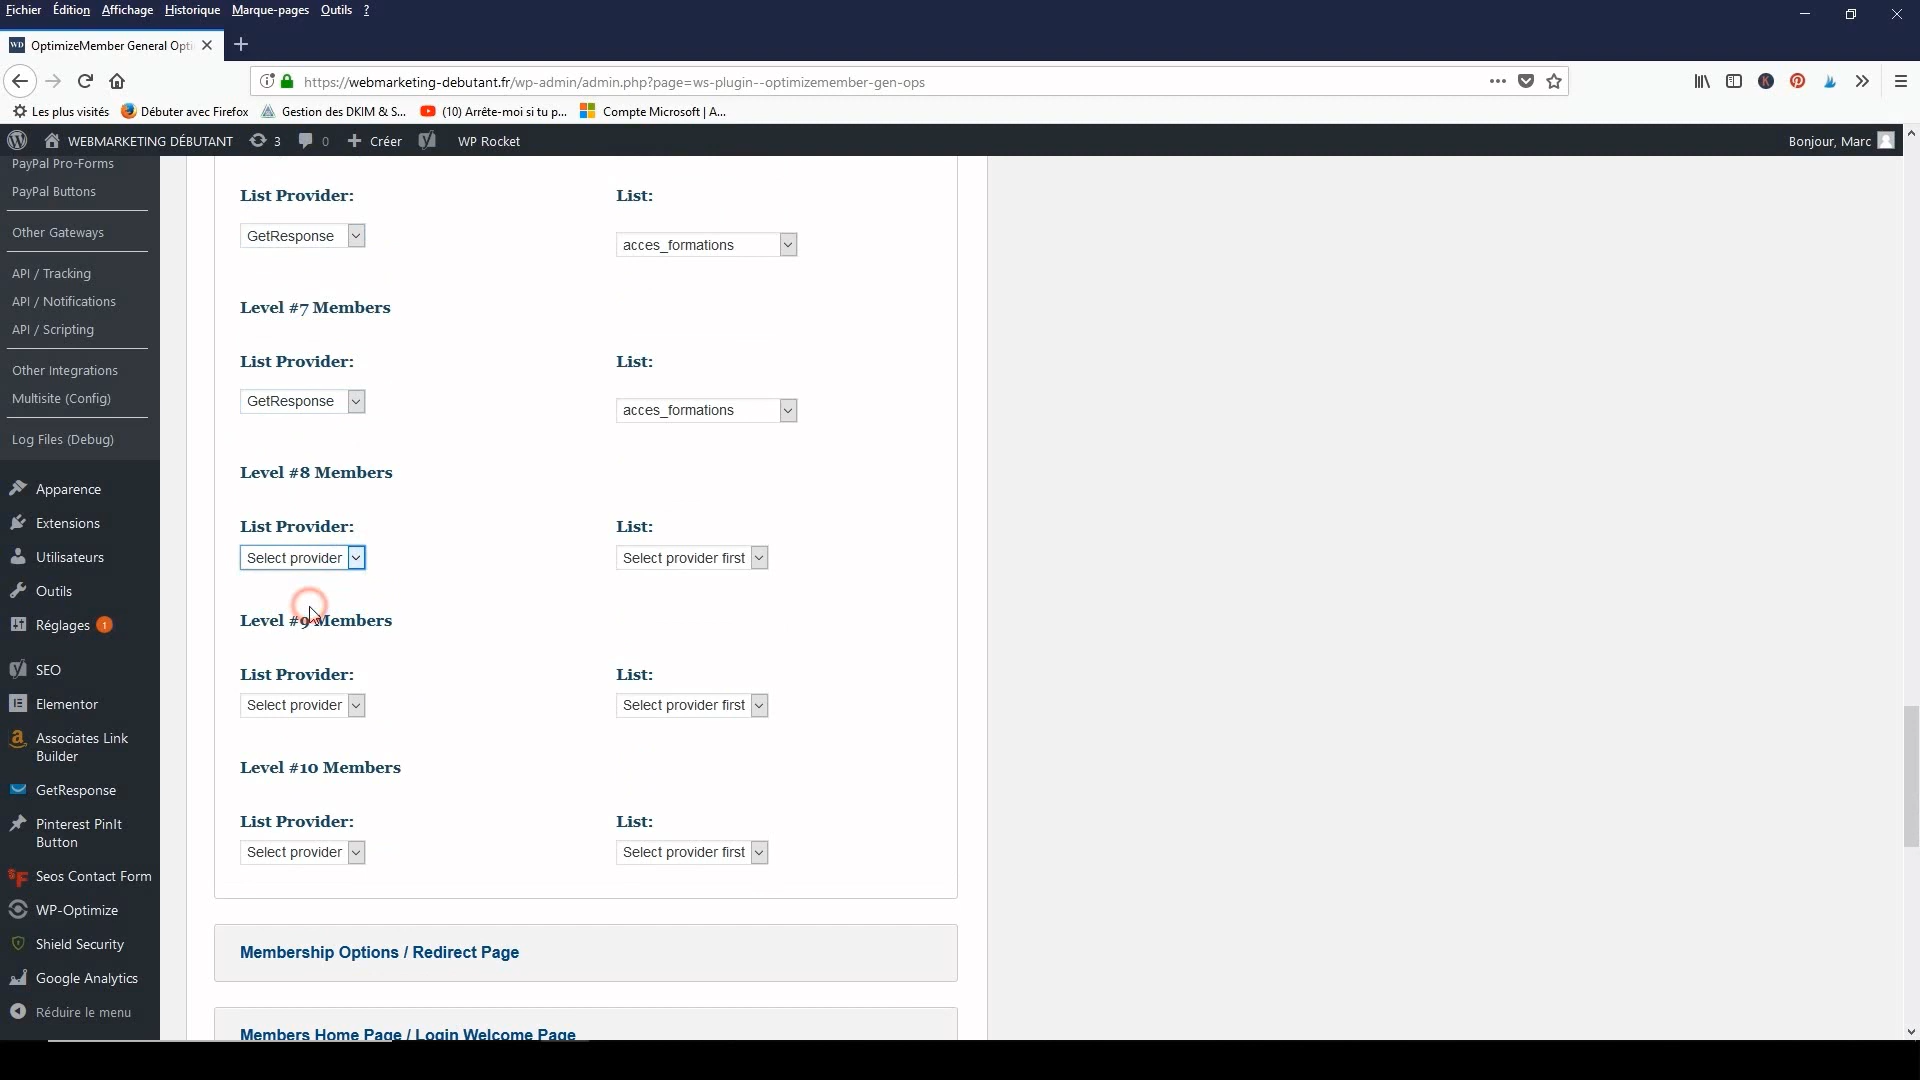 Fichier Édition Affichage Historique Marque-pages Outils ?
WD OptimizeMember General Opti
https://webmarketing-debutant.fr/wp-admin/admin.php?page=ws-plugin--optimizemember-gen-ops
Les plus visités Débuter avec Firefox Gestion des DKIM & S... (10) Arrête-moi si tu p... Compte Microsoft | A...
WEBMARKETING DÉBUTANT 3 0 Créer WP Rocket Bonjour, Marc
PayPal Pro-Forms
PayPal Buttons
Other Gateways
API / Tracking
API / Notifications
API / Scripting
Other Integrations
Multisite (Config)
Log Files (Debug)
Apparence
Extensions
Utilisateurs
Outils
Réglages 1
SEO
Elementor
Associates Link
Builder
GetResponse
Pinterest PinIt
Button
Seos Contact Form
WP-Optimize
Shield Security
Google Analytics
Réduire le menu
List Provider: List:
GetResponse acces_formations
Level #7 Members
List Provider: List:
GetResponse acces_formations
Level #8 Members
List Provider: List:
Select provider Select provider first
Level #9 Members
List Provider: List:
Select provider Select provider first
Level #10 Members
List Provider: List:
Select provider Select provider first
Membership Options / Redirect Page
Members Home Page / Login Welcome Page